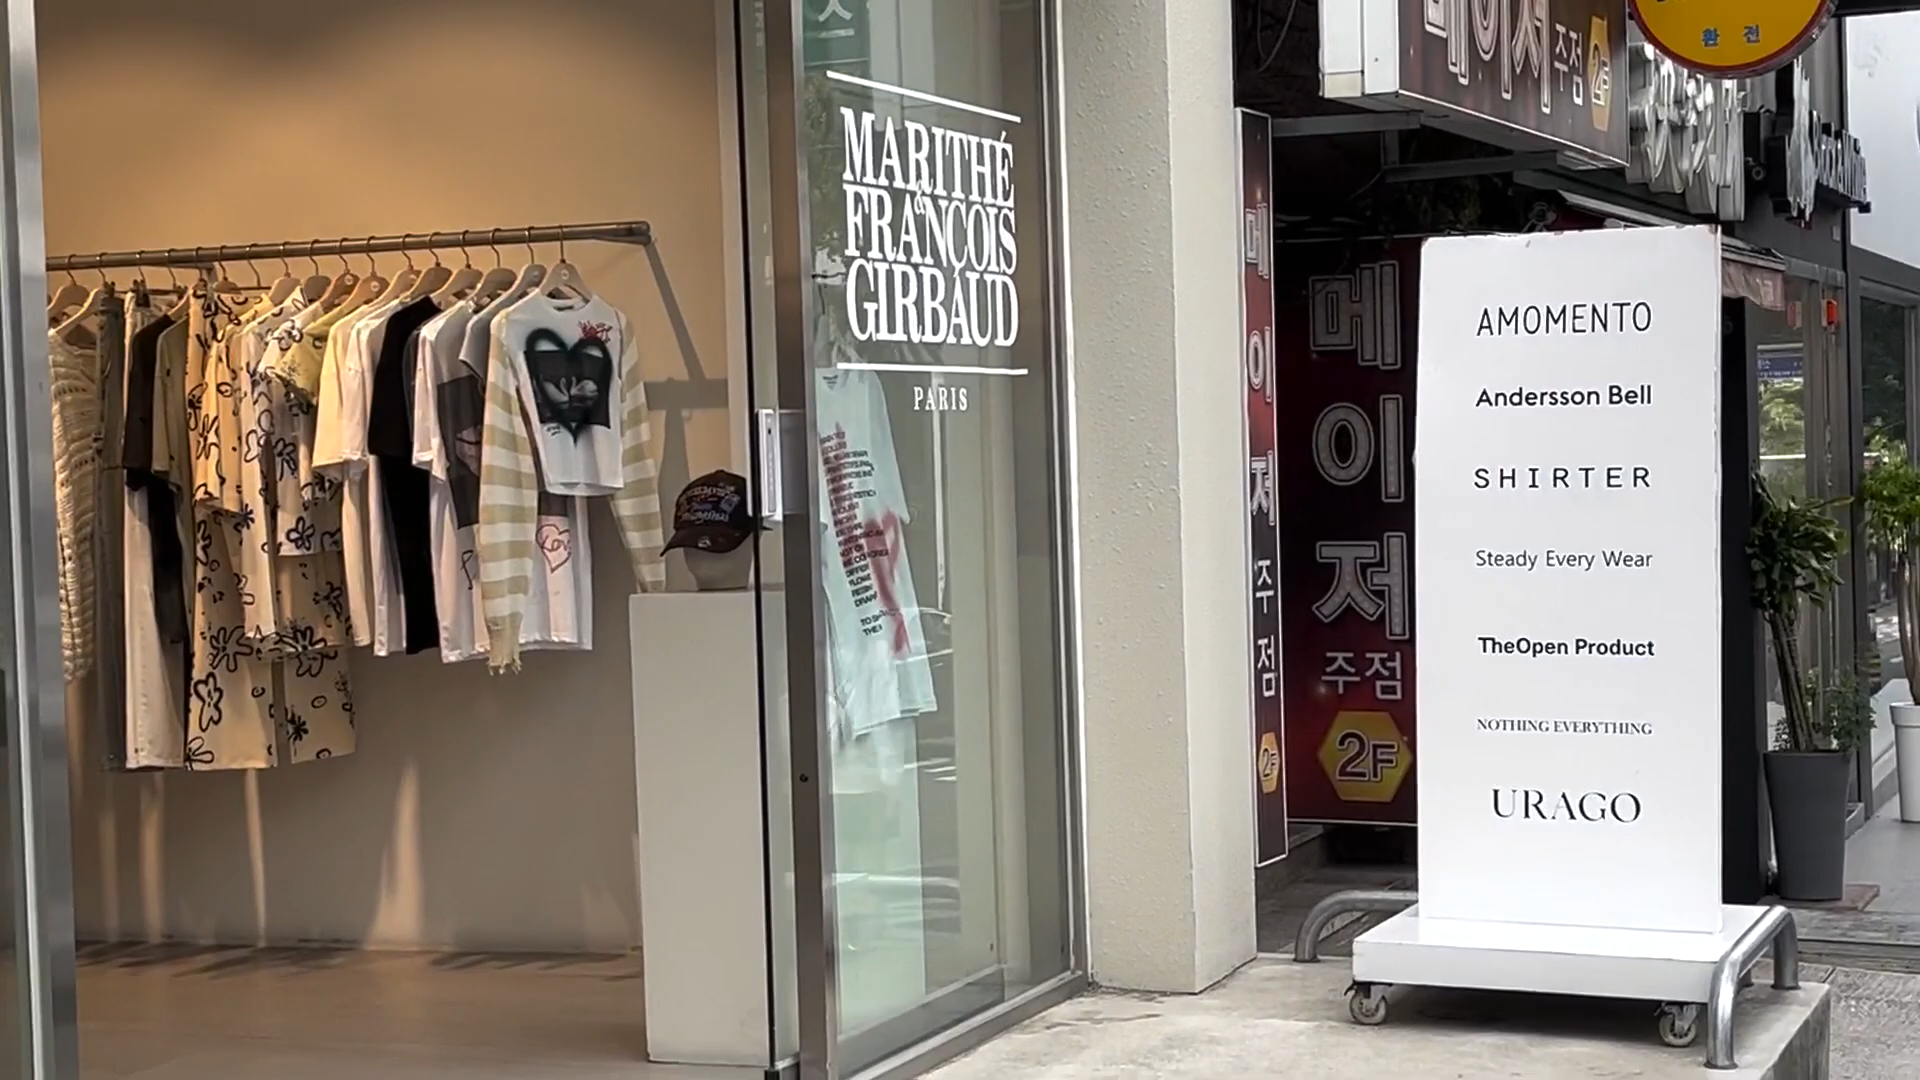 MARITHÉ
&
FRANÇOIS
GIRBAUD
PARIS
메이저 주점 2F
환 전
메이저 주점 2F
메이저
주점
2F
AMOMENTO
Andersson Bell
SHIRTER
Steady Every Wear
TheOpen Product
NOTHING EVERYTHING
URAGO